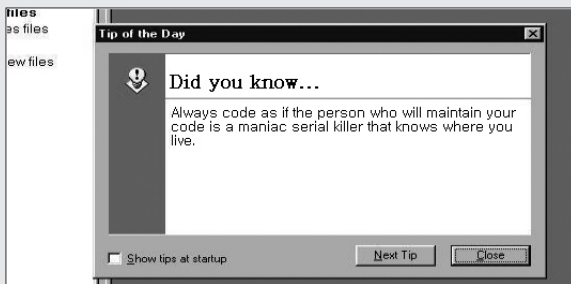 files
es files
ew files
Tip of the Day
Did you know...
Always code as if the person who will maintain your
code is a maniac serial killer that knows where you
live.
Show tips at startup
Next Tip
Close